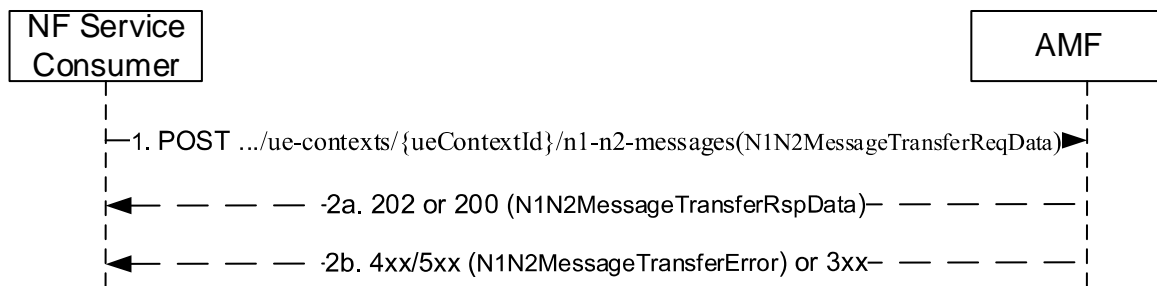 NF Service
Consumer
AMF
1. POST .../ue-contexts/{ueContextId}/n1-n2-messages(N1N2MessageTransferReqData)
2a. 202 or 200 (N1N2MessageTransferRspData)
2b. 4xx/5xx (N1N2MessageTransferError) or 3xx